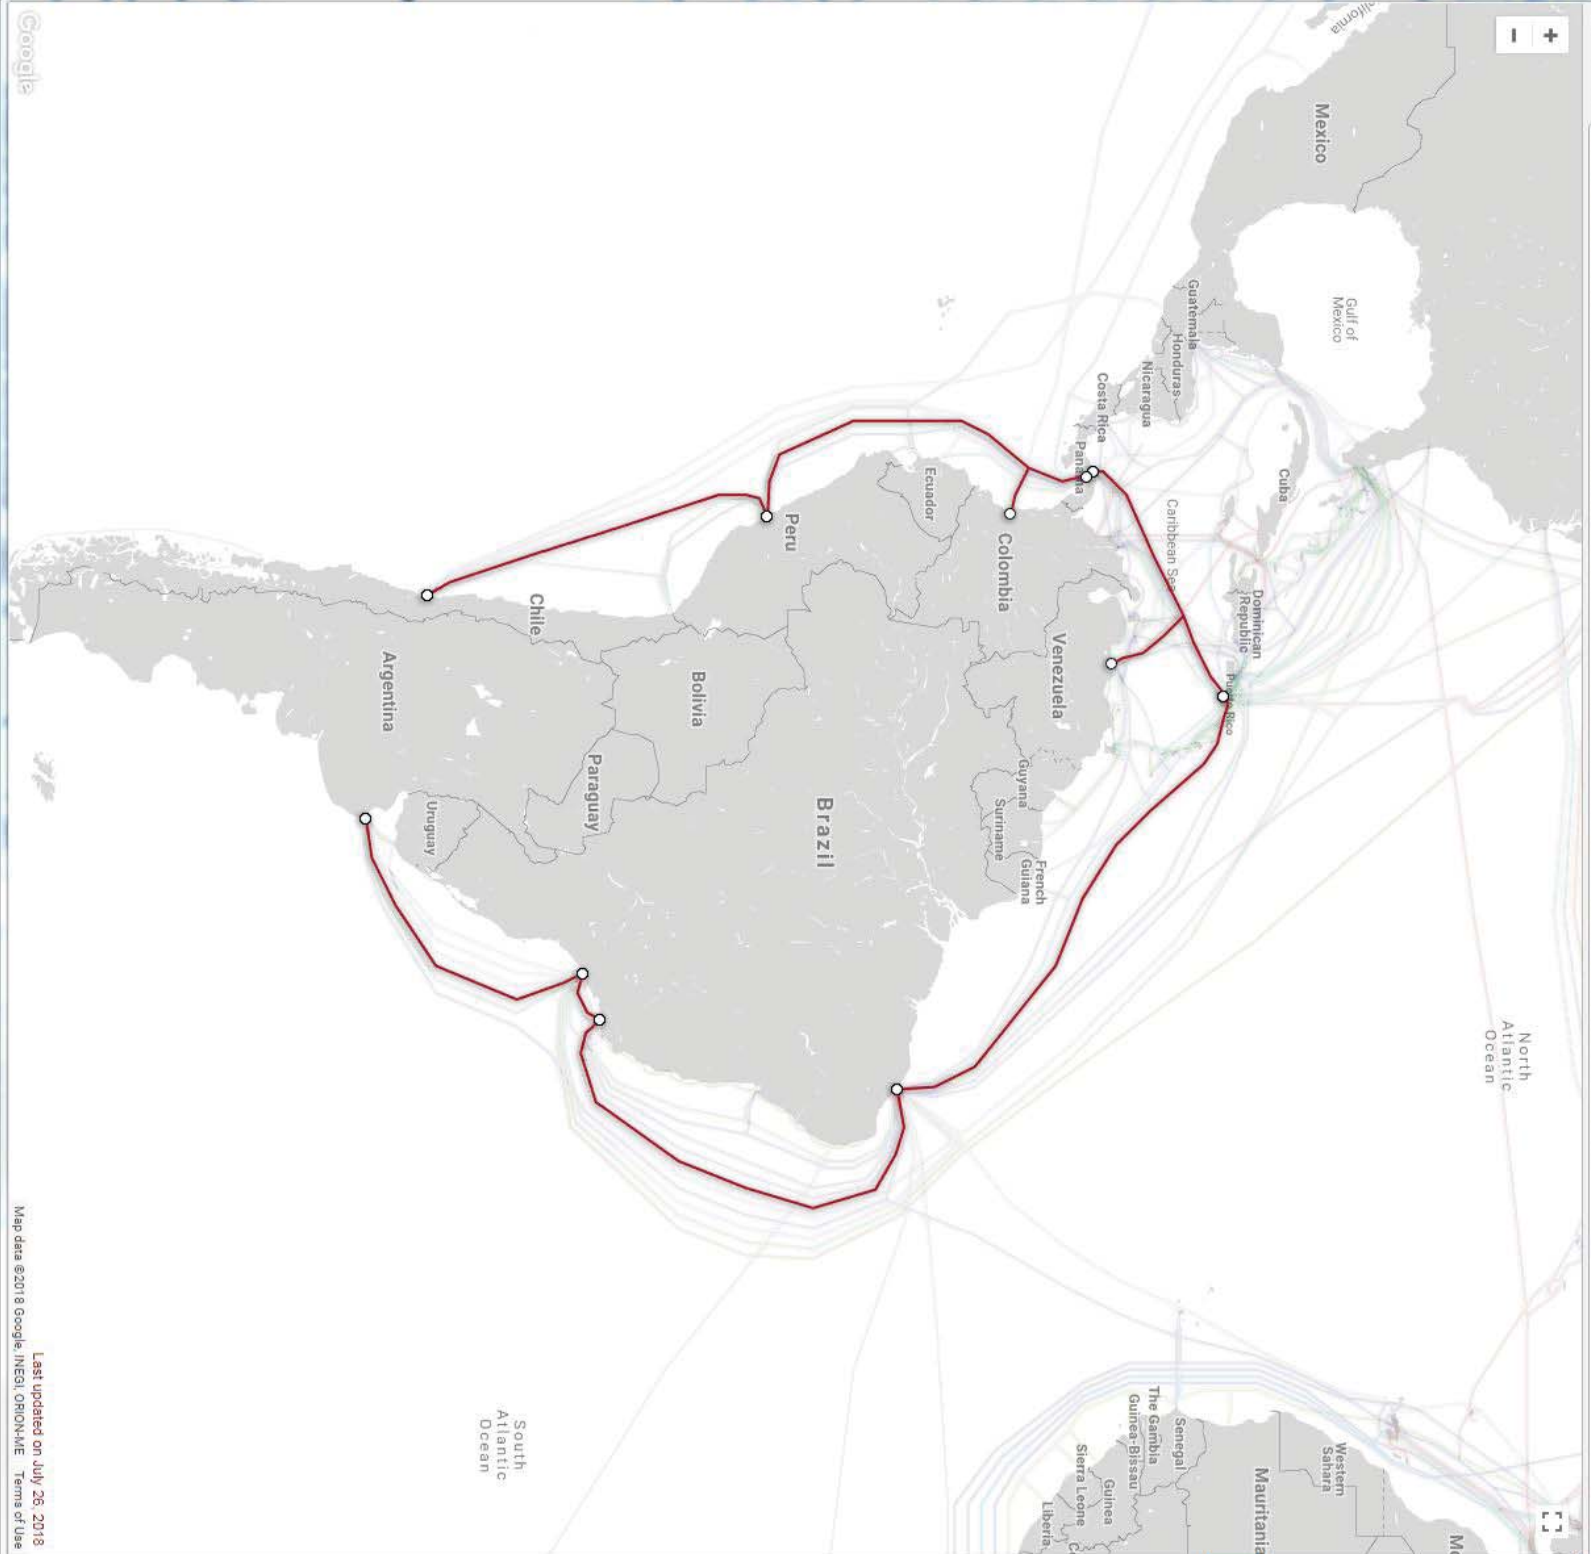 +
−
North
Atlantic
Ocean
Gulf of
Mexico
Western
Sahara
Mexico
Cuba
Dominican
Republic
Mauritania
Puerto Rico
Guatemala
Honduras
Caribbean Sea
Senegal
Nicaragua
The Gambia
Guinea-Bissau
Costa Rica
Guinea
Panama
Sierra Leone
Venezuela
Liberia
Guyana
French
Guiana
Colombia
Suriname
Ecuador
Brazil
Peru
Bolivia
Paraguay
Chile
South
Atlantic
Ocean
Uruguay
Argentina
Last updated on July 26, 2018
Google
Map data ©2018 Google, INEGI, ORION-ME
Terms of Use